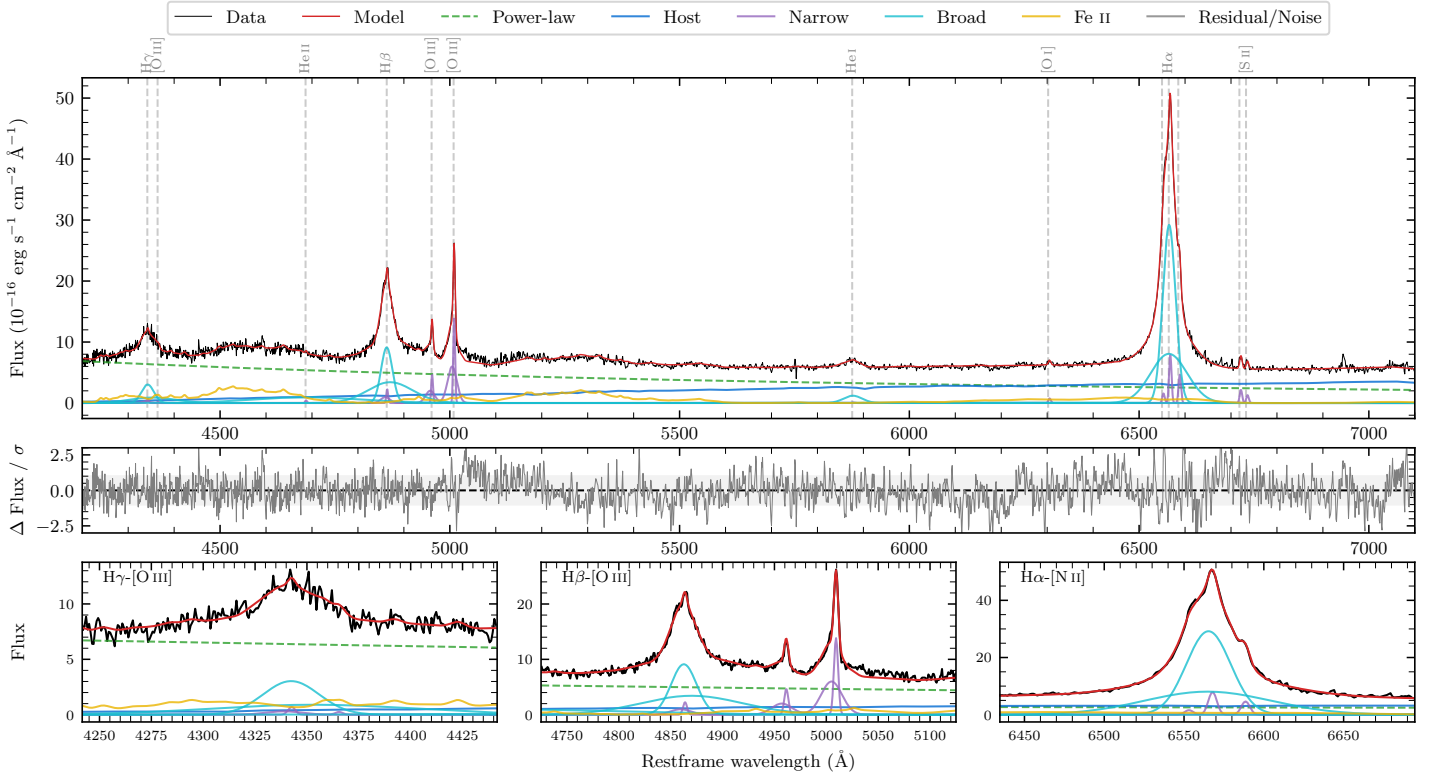 Data Model Power-law Host Narrow Broad Fe II Residual/Noise
Hγ [O III] He II Hβ [O III] [O III] He I [O I] Hα [S II]
Flux (10⁻¹⁶ erg s⁻¹ cm⁻² Å⁻¹)
50
40
30
20
10
0
4500 5000 5500 6000 6500 7000
Δ Flux / σ
2.5
0.0
−2.5
4500 5000 5500 6000 6500 7000
Flux
Hγ-[O III]
10
5
0
4250 4275 4300 4325 4350 4375 4400 4425
Hβ-[O III]
20
10
0
4750 4800 4850 4900 4950 5000 5050 5100
Hα-[N II]
40
20
0
6450 6500 6550 6600 6650
Restframe wavelength (Å)